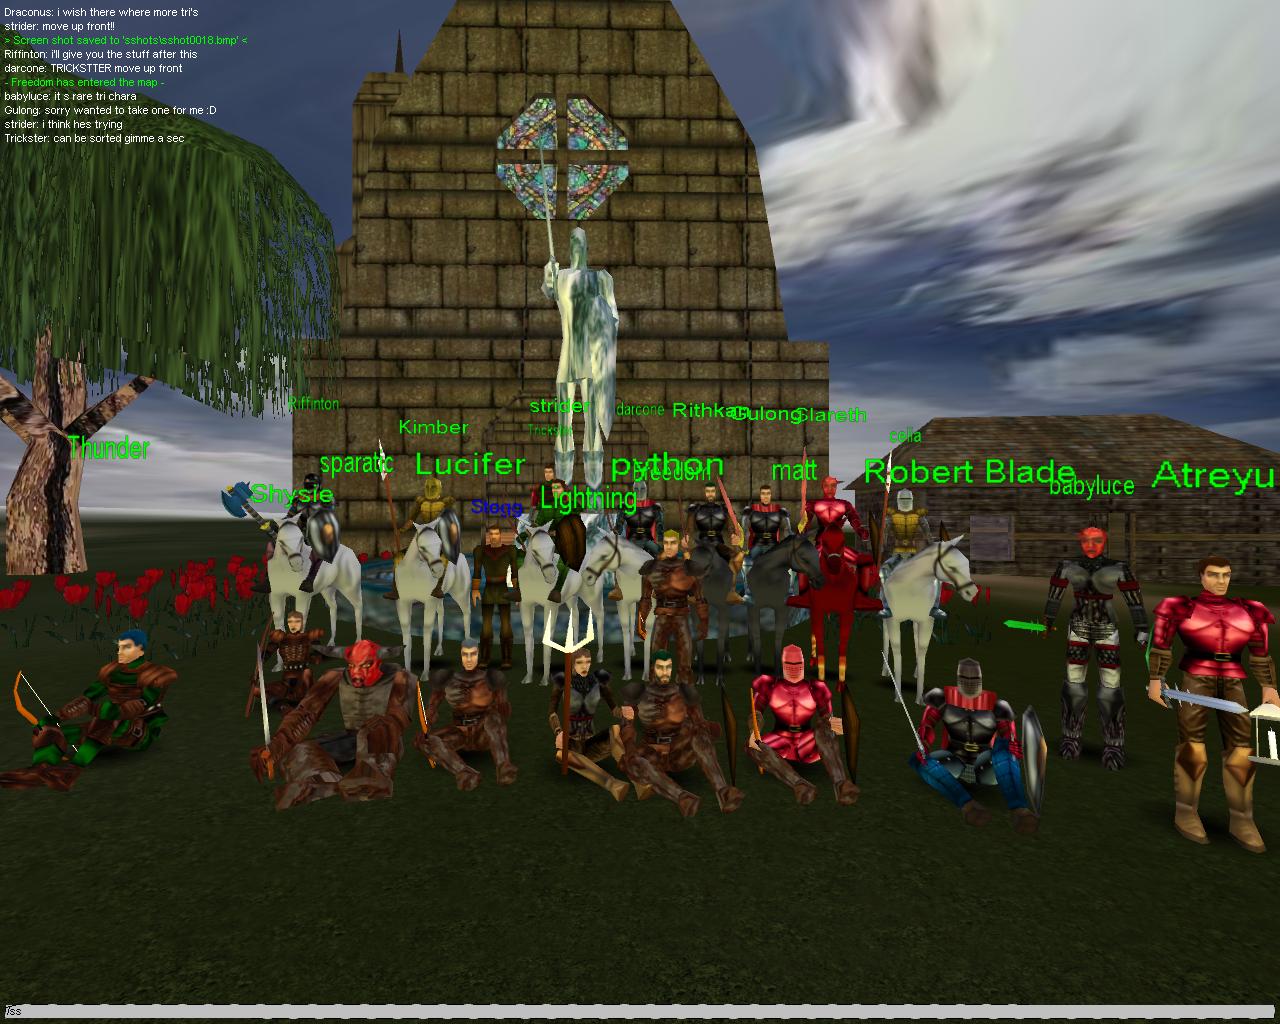 Draconus: i wish there where more tri's
strider: move up front!!
> Screen shot saved to 'sshots\sshot0018.bmp' <
Riffinton: i'll give you the stuff after this
darcone: TRICKSTTER move up front
- Freedom has entered the map -
babyluce: it s rare tri chara
Gulong: sorry wanted to take one for me :D
strider: i think hes trying
Trickster: can be sorted gimme a sec
Riffinton
strider
darcone
Rithkan
Gulong
Slareth
Kimber
Trickster
celia
Thunder
sparatic
Lucifer
python
Freedom
matt
Robert Blade
babyluce
Atreyu
Shysie
Slogg
Lightning
/ss